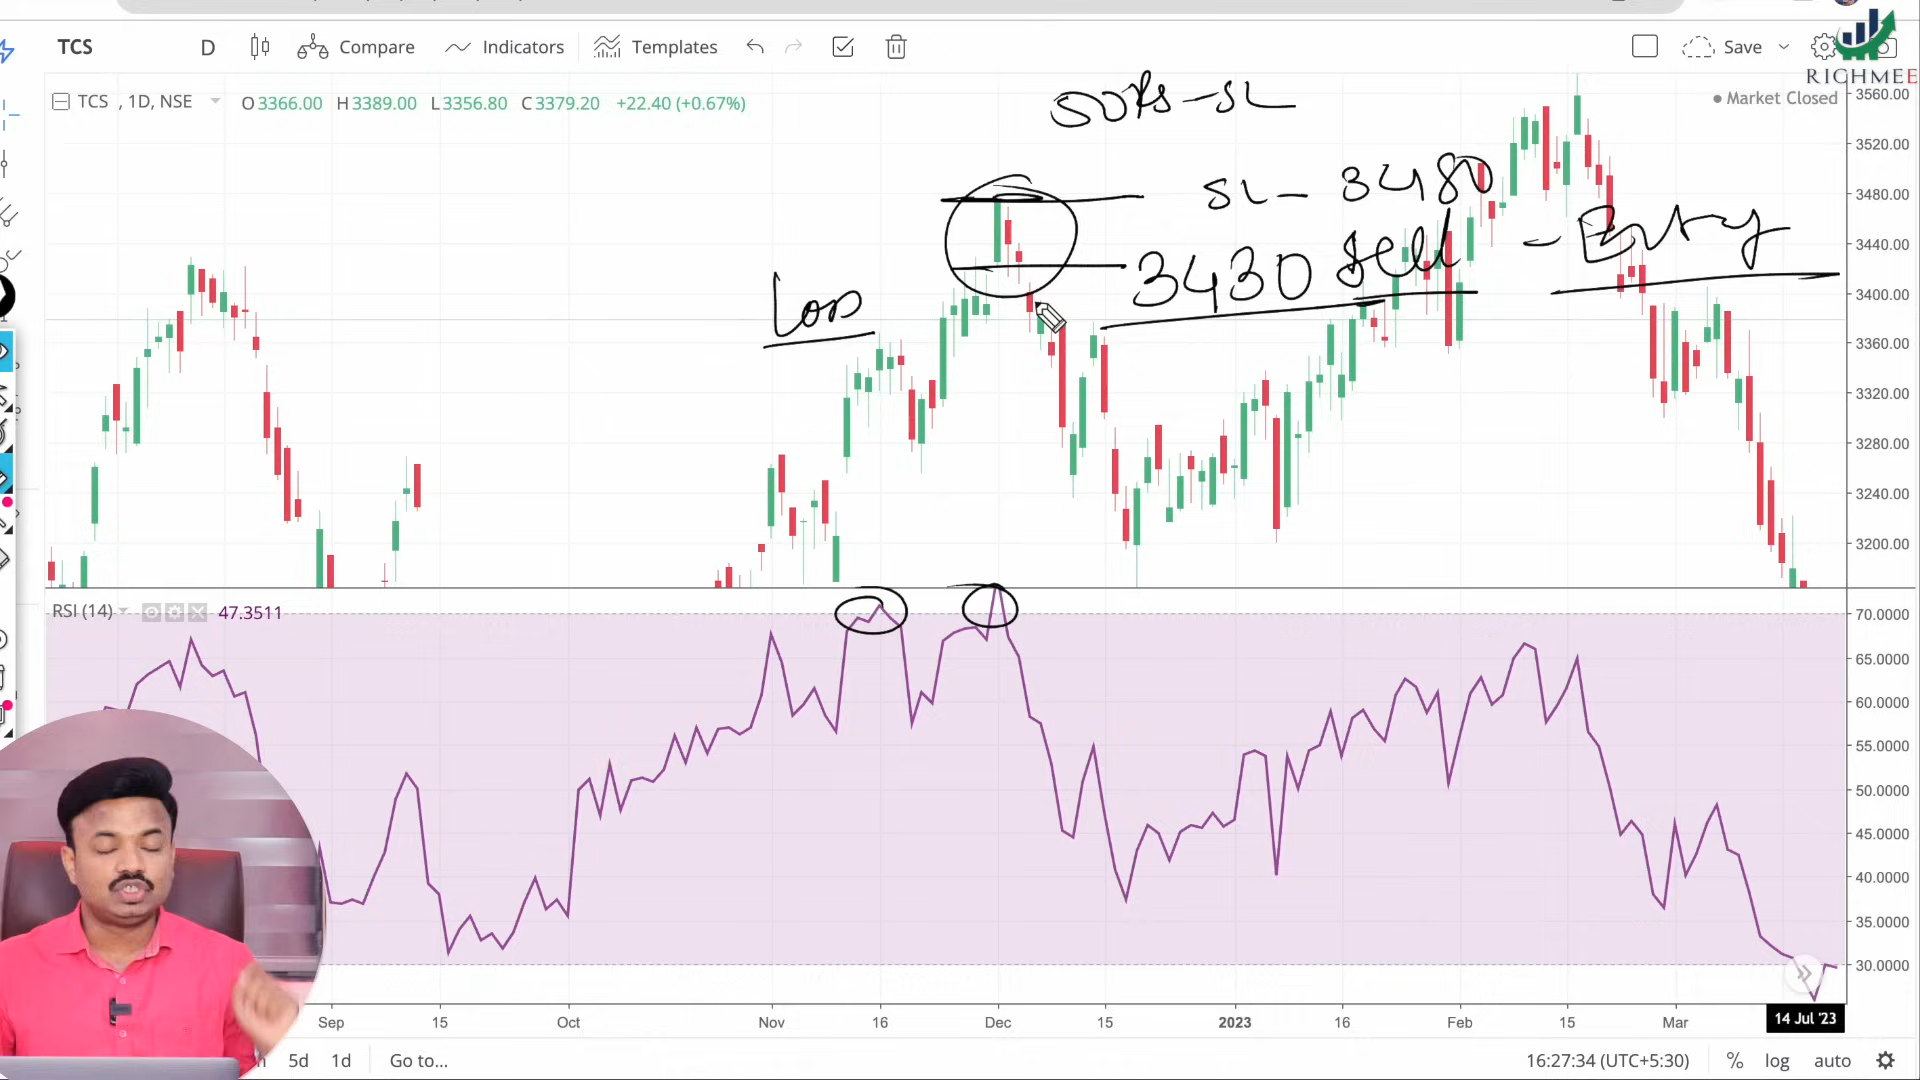 TCS D Compare Indicators Templates Save
RICHMEE
TCS , 1D, NSE O3366.00 H3389.00 L3356.80 C3379.20 +22.40 (+0.67%)
Market Closed
50Rs - SL
SL - 3480
3430 Sell - Entry
Loss
3560.00
3520.00
3480.00
3440.00
3400.00
3360.00
3320.00
3280.00
3240.00
3200.00
RSI (14) 47.3511
70.0000
65.0000
60.0000
55.0000
50.0000
45.0000
40.0000
35.0000
30.0000
Sep 15 Oct Nov 16 Dec 15 2023 16 Feb 15 Mar 14 Jul '23
5d 1d Go to... 16:27:34 (UTC+5:30) % log auto